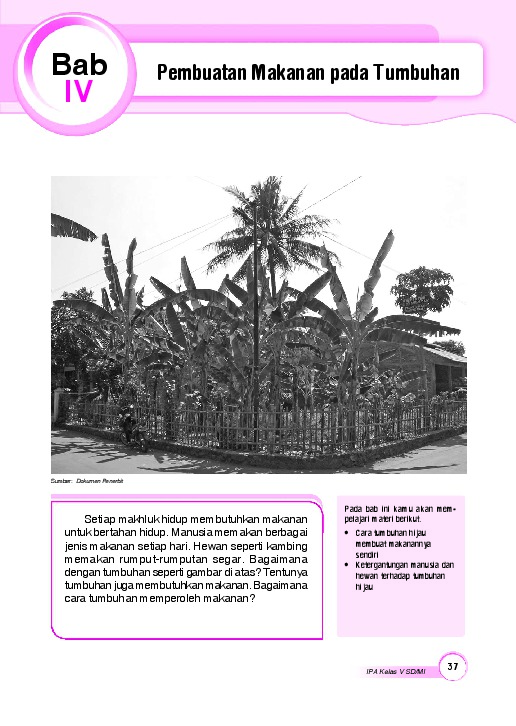 Bab
IV
Pembuatan Makanan pada Tumbuhan
Sumber: Dokumen Penerbit
Setiap makhluk hidup membutuhkan makanan
untuk bertahan hidup. Manusia memakan berbagai
jenis makanan setiap hari. Hewan seperti kambing
memakan rumput-rumputan segar. Bagaimana
dengan tumbuhan seperti gambar di atas? Tentunya
tumbuhan juga membutuhkan makanan. Bagaimana
cara tumbuhan memperoleh makanan?
Pada bab ini kamu akan mem-
pelajari materi berikut.
• Cara tumbuhan hijau
membuat makanannya
sendiri
• Ketergantungan manusia dan
hewan terhadap tumbuhan
hijau
IPA Kelas V SD/MI
37